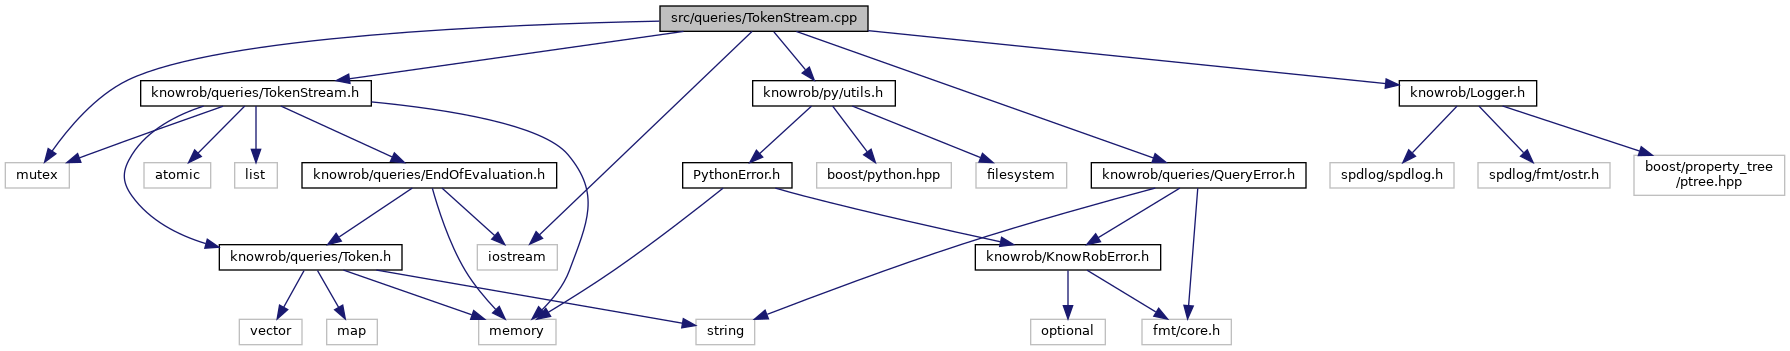 src/queries/TokenStream.cpp
knowrob/queries/TokenStream.h
knowrob/py/utils.h
knowrob/Logger.h
mutex
atomic
list
knowrob/queries/EndOfEvaluation.h
PythonError.h
boost/python.hpp
filesystem
knowrob/queries/QueryError.h
spdlog/spdlog.h
spdlog/fmt/ostr.h
boost/property_tree
/ptree.hpp
knowrob/queries/Token.h
iostream
knowrob/KnowRobError.h
vector
map
memory
string
optional
fmt/core.h